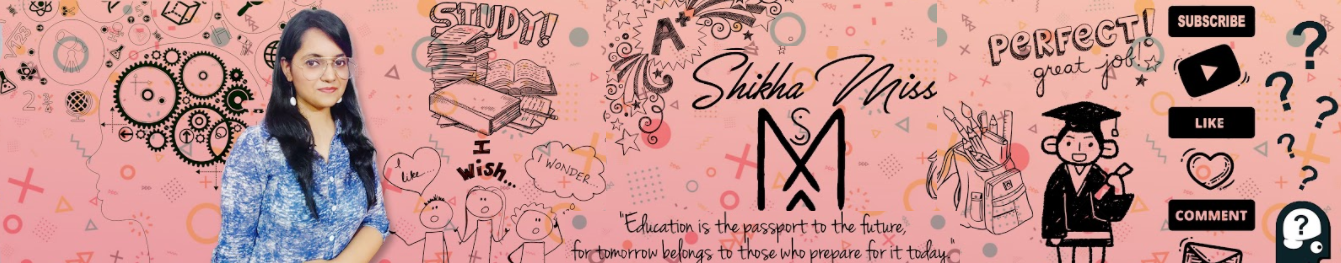 STUDY!
I
Wish...
I
like...
I WONDER
...
A+
Shikha Miss
SM
"Education is the passport to the future,
for tomorrow belongs to those who prepare for it today."
PERFECT!
great job!
SUBSCRIBE
LIKE
COMMENT
? ? ? ? ?
?